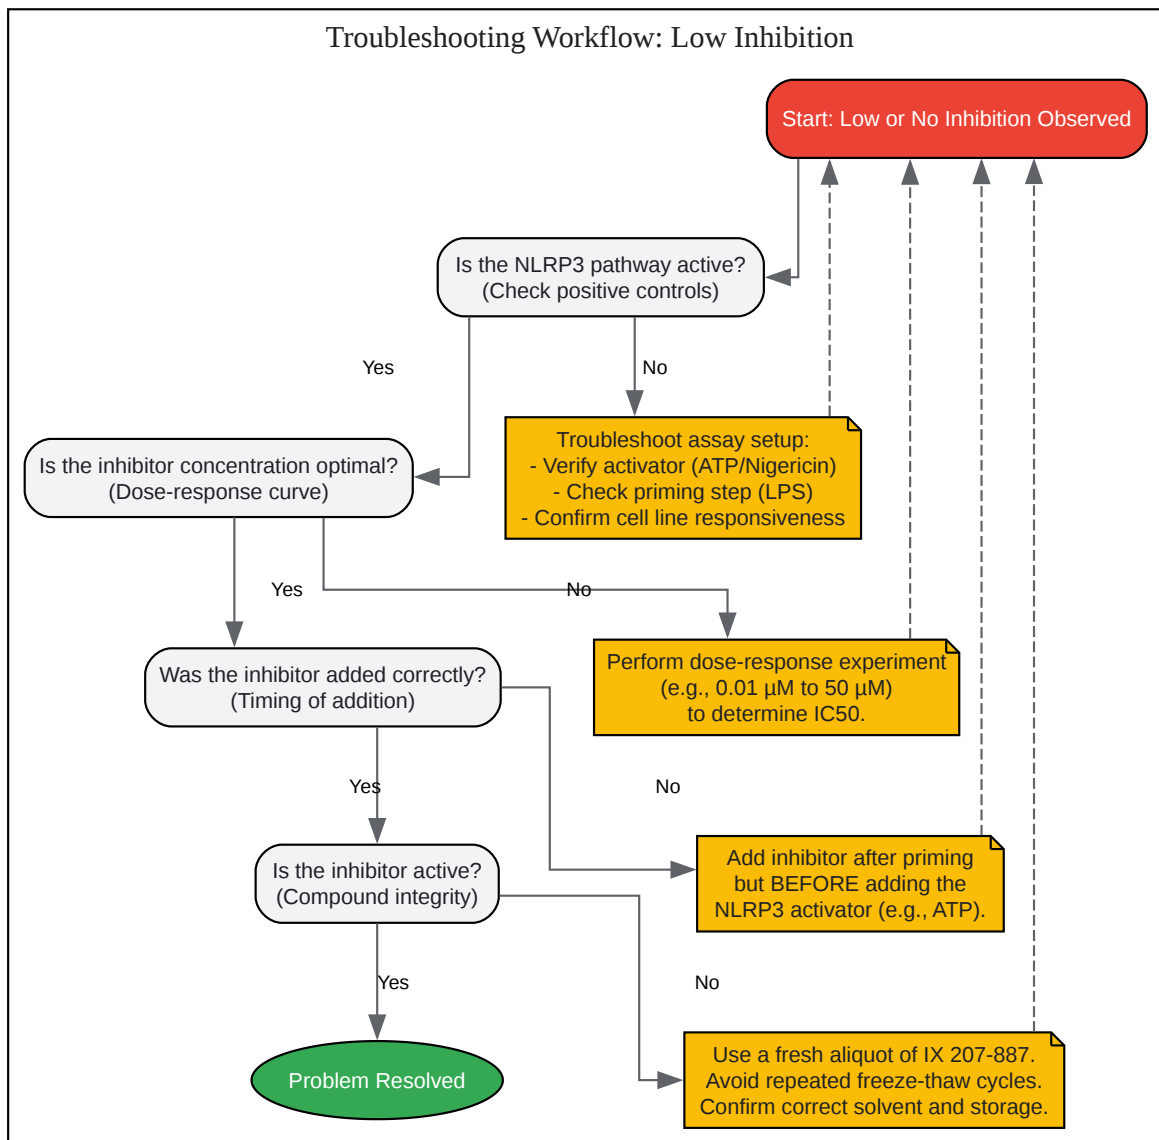 Troubleshooting Workflow: Low Inhibition
Start: Low or No Inhibition Observed
Is the NLRP3 pathway active?
(Check positive controls)
Yes
No
Troubleshoot assay setup:
- Verify activator (ATP/Nigericin)
- Check priming step (LPS)
- Confirm cell line responsiveness
Is the inhibitor concentration optimal?
(Dose-response curve)
Yes
No
Perform dose-response experiment
(e.g., 0.01 µM to 50 µM)
to determine IC50.
Was the inhibitor added correctly?
(Timing of addition)
Yes
No
Add inhibitor after priming
but BEFORE adding the
NLRP3 activator (e.g., ATP).
Is the inhibitor active?
(Compound integrity)
Yes
No
Use a fresh aliquot of IX 207-887.
Avoid repeated freeze-thaw cycles.
Confirm correct solvent and storage.
Problem Resolved